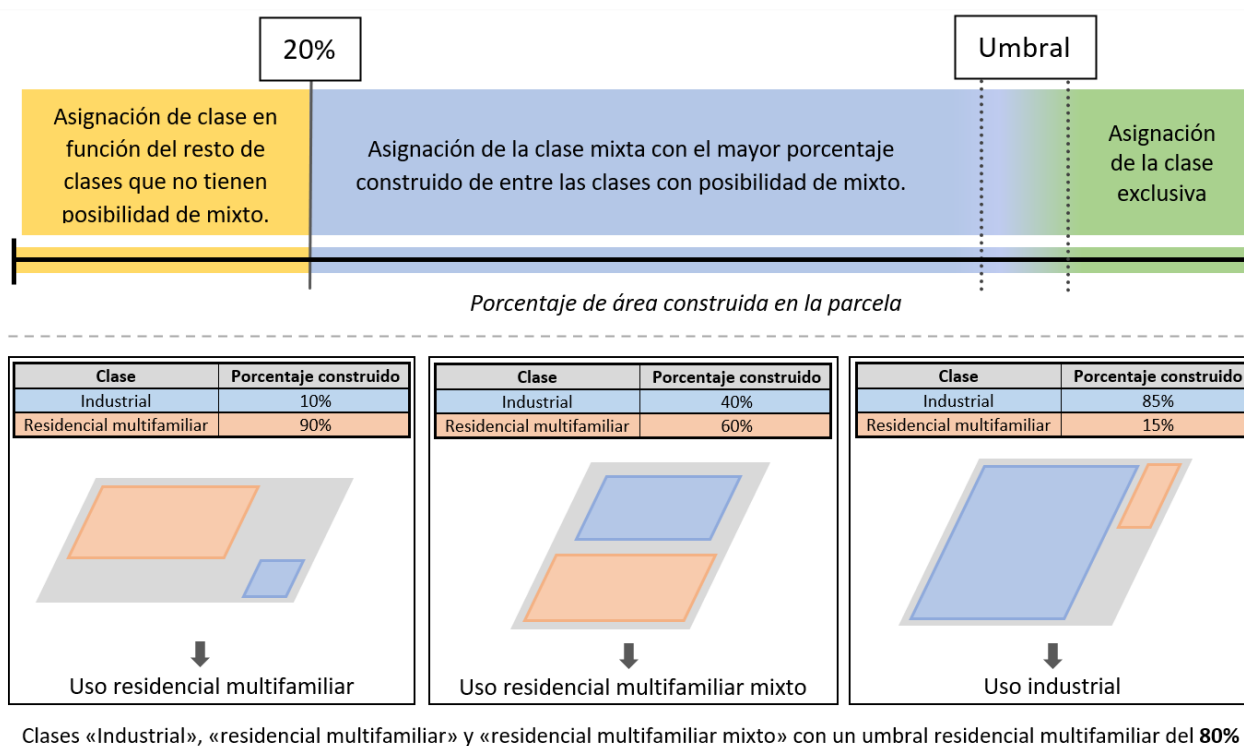 20%
Umbral
Asignación de clase en
función del resto de
clases que no tienen
posibilidad de mixto.
Asignación de la clase mixta con el mayor porcentaje
construido de entre las clases con posibilidad de mixto.
Asignación
de la clase
exclusiva
Porcentaje de área construida en la parcela
Clase Porcentaje construido
Industrial 10%
Residencial multifamiliar 90%
Uso residencial multifamiliar
Clase Porcentaje construido
Industrial 40%
Residencial multifamiliar 60%
Uso residencial multifamiliar mixto
Clase Porcentaje construido
Industrial 85%
Residencial multifamiliar 15%
Uso industrial
Clases «Industrial», «residencial multifamiliar» y «residencial multifamiliar mixto» con un umbral residencial multifamiliar del 80%